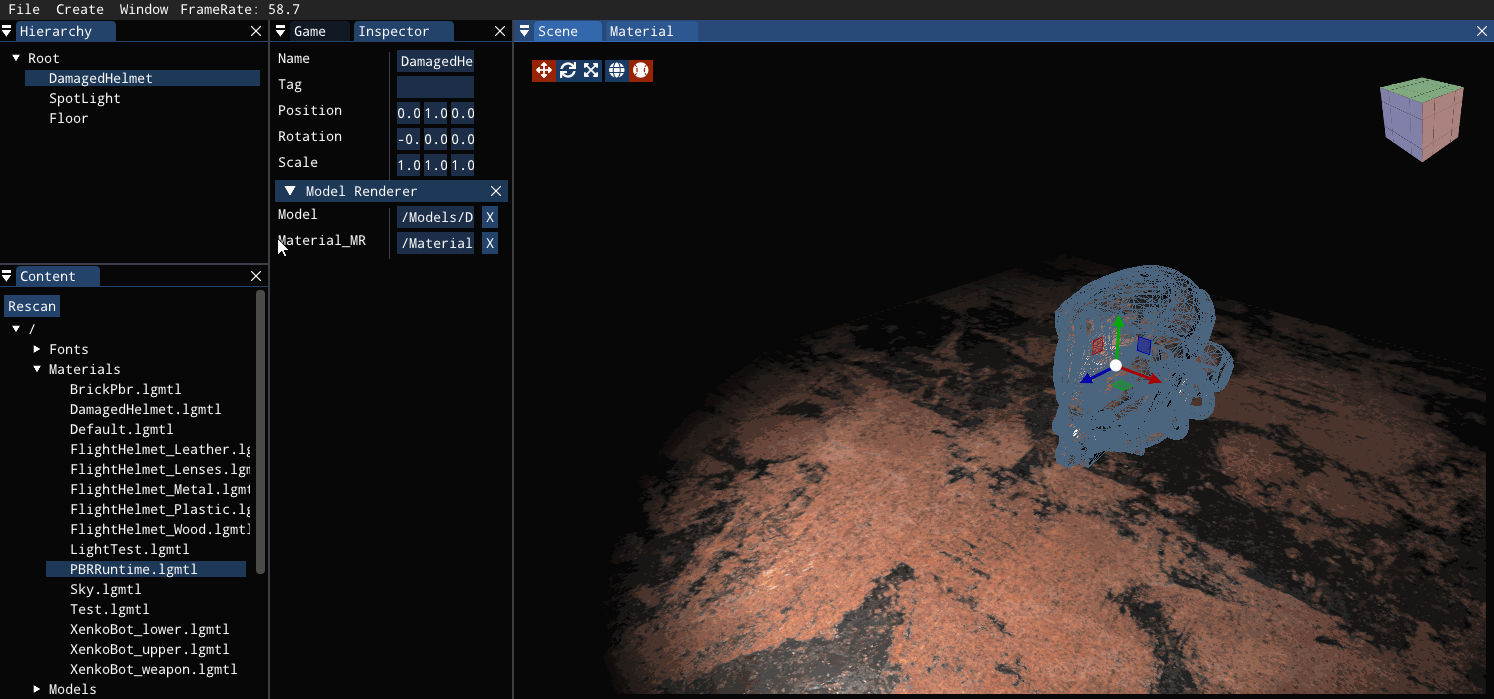 File Create Window FrameRate: 58.7
Hierarchy
Root
DamagedHelmet
SpotLight
Floor
Game Inspector
Name DamagedHe
Tag
Position 0.0 1.0 0.0
Rotation -0. 0.0 0.0
Scale 1.0 1.0 1.0
Model Renderer
Model /Models/D X
Material_MR /Material X
Scene Material
Content
Rescan
/
Fonts
Materials
BrickPbr.lgmtl
DamagedHelmet.lgmtl
Default.lgmtl
FlightHelmet_Leather.lg
FlightHelmet_Lenses.lgm
FlightHelmet_Metal.lgmt
FlightHelmet_Plastic.lg
FlightHelmet_Wood.lgmtl
LightTest.lgmtl
PBRRuntime.lgmtl
Sky.lgmtl
Test.lgmtl
XenkoBot_lower.lgmtl
XenkoBot_upper.lgmtl
XenkoBot_weapon.lgmtl
Models